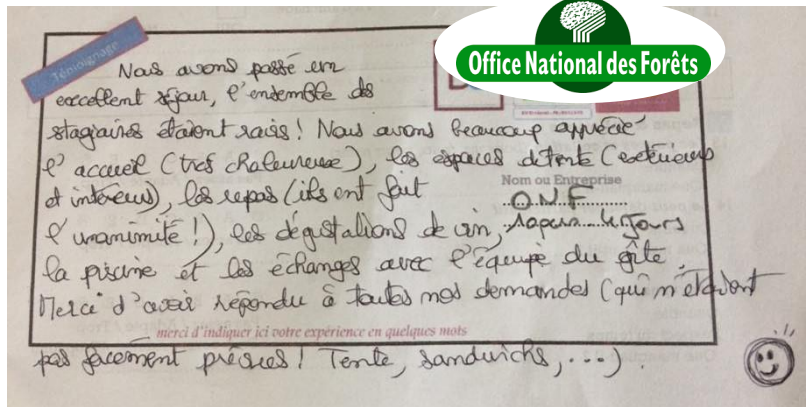 Office National des Forêts
Témoignage
Nous avons passé un
excellent séjour, l'ensemble des
stagiaires étaient ravis! Nous avons beaucoup apprécié
l'accueil (très chaleureuse), les espaces détente (extérieurs
et intérieurs), les repas (ils ont fait
Nom ou Entreprise
O.N.F
l'unanimité!), les dégustations de vin,
4 jours
la piscine et les échanges avec l'équipe du gîte.
Merci d'avoir répondu à toutes nos demandes (qui n'étaient
merci d'indiquer ici votre expérience en quelques mots
pas forcément prévues! Tente, sandwichs, ...).